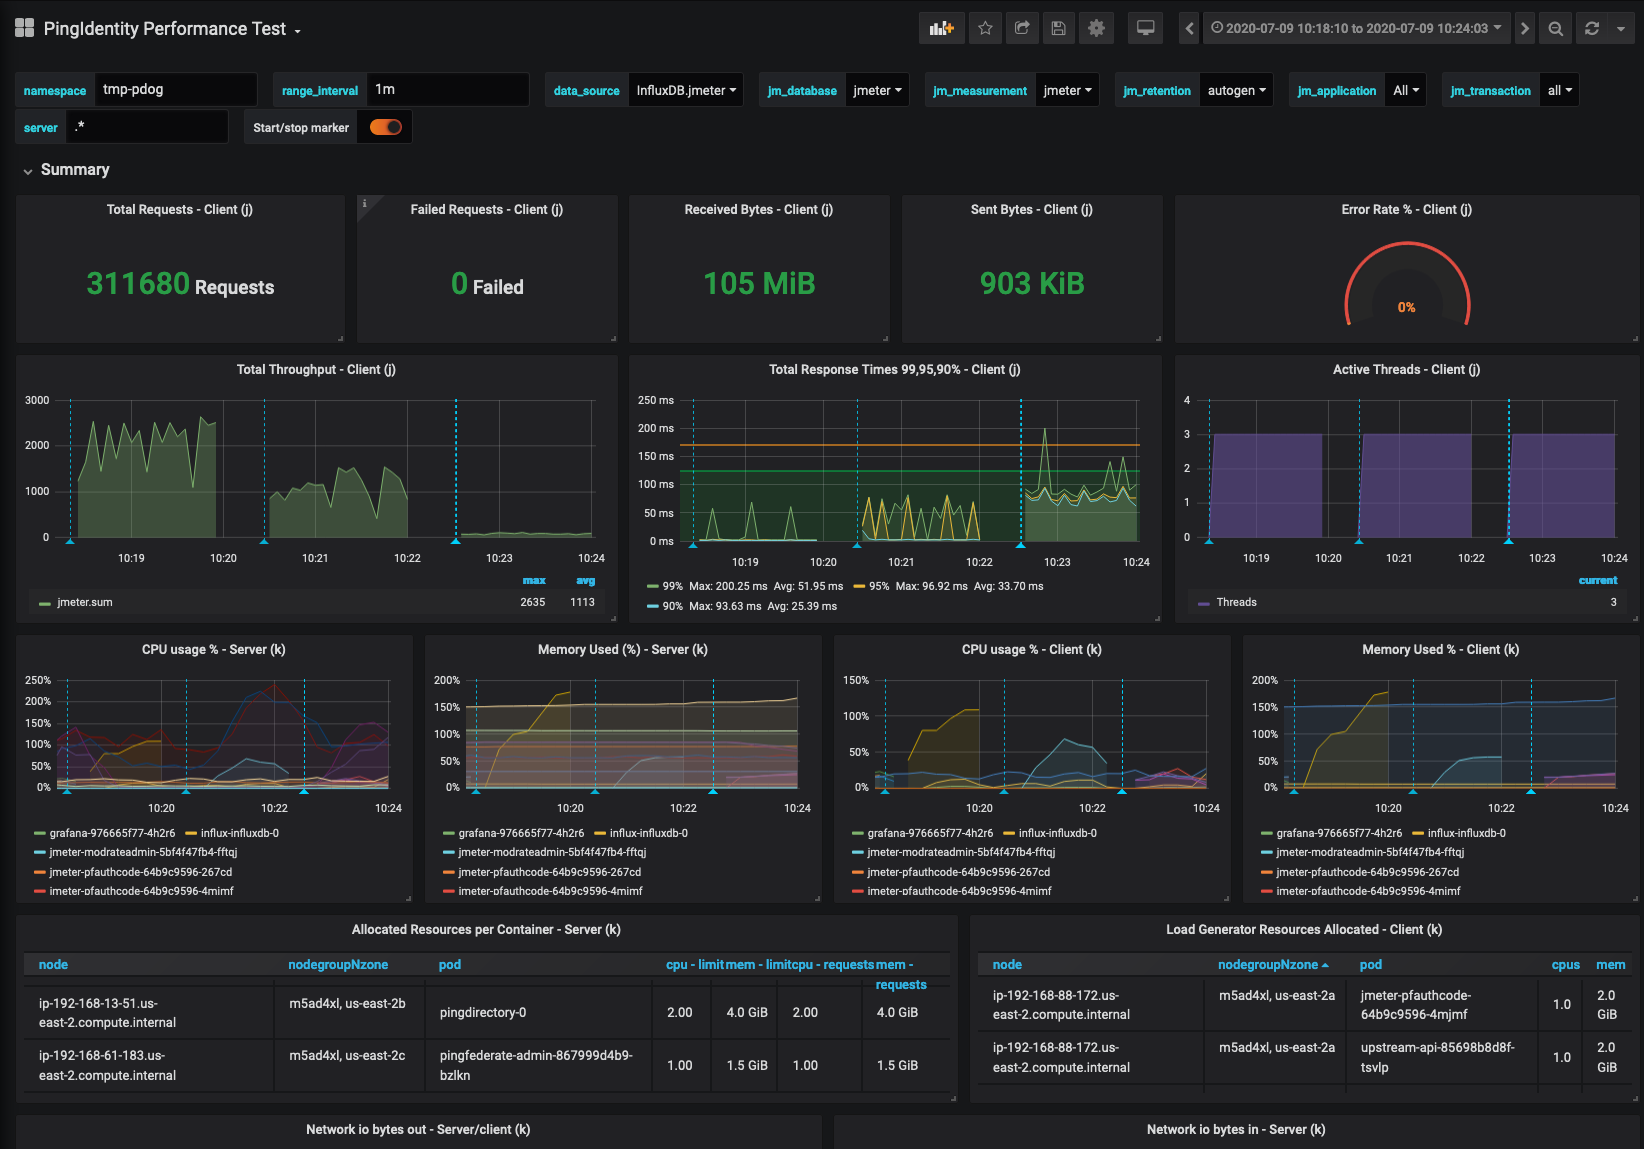 PingIdentity Performance Test
2020-07-09 10:18:10 to 2020-07-09 10:24:03
namespace tmp-pdog range_interval 1m data_source InfluxDB.jmeter jm_database jmeter jm_measurement jmeter jm_retention autogen jm_application All jm_transaction all
server .* Start/stop marker
Summary
Total Requests - Client (j)
311680 Requests
i
Failed Requests - Client (j)
0 Failed
Received Bytes - Client (j)
105 MiB
Sent Bytes - Client (j)
903 KiB
Error Rate % - Client (j)
0%
Total Throughput - Client (j)
3000
2000
1000
0
10:19 10:20 10:21 10:22 10:23 10:24
max avg
jmeter.sum 2635 1113
Total Response Times 99,95,90% - Client (j)
250 ms
200 ms
150 ms
100 ms
50 ms
0 ms
10:19 10:20 10:21 10:22 10:23 10:24
99% Max: 200.25 ms Avg: 51.95 ms 95% Max: 96.92 ms Avg: 33.70 ms
90% Max: 93.63 ms Avg: 25.39 ms
Active Threads - Client (j)
4
3
2
1
0
10:19 10:20 10:21 10:22 10:23 10:24
current
Threads 3
CPU usage % - Server (k)
250%
200%
150%
100%
50%
0%
10:20 10:22 10:24
grafana-976665f77-4h2r6 influx-influxdb-0
jmeter-modrateadmin-5bf4f47fb4-fftqj
jmeter-pfauthcode-64b9c9596-267cd
jmeter-pfauthcode-64b9c9596-4mjmf
Memory Used (%) - Server (k)
200%
150%
100%
50%
0%
10:20 10:22 10:24
grafana-976665f77-4h2r6 influx-influxdb-0
jmeter-modrateadmin-5bf4f47fb4-fftqj
jmeter-pfauthcode-64b9c9596-267cd
jmeter-pfauthcode-64b9c9596-4mjmf
CPU usage % - Client (k)
150%
100%
50%
0%
10:20 10:22 10:24
grafana-976665f77-4h2r6 influx-influxdb-0
jmeter-modrateadmin-5bf4f47fb4-fftqj
jmeter-pfauthcode-64b9c9596-267cd
jmeter-pfauthcode-64b9c9596-4mjmf
Memory Used % - Client (k)
200%
150%
100%
50%
0%
10:20 10:22 10:24
grafana-976665f77-4h2r6 influx-influxdb-0
jmeter-modrateadmin-5bf4f47fb4-fftqj
jmeter-pfauthcode-64b9c9596-267cd
jmeter-pfauthcode-64b9c9596-4mjmf
Allocated Resources per Container - Server (k)
node nodegroupNzone pod cpu - limit mem - limit cpu - requests mem -
requests
ip-192-168-13-51.us- m5ad4xl, us-east-2b pingdirectory-0 2.00 4.0 GiB 2.00 4.0 GiB
east-2.compute.internal
ip-192-168-61-183.us- m5ad4xl, us-east-2c pingfederate-admin-867999d4b9- 1.00 1.5 GiB 1.00 1.5 GiB
east-2.compute.internal bzlkn
Load Generator Resources Allocated - Client (k)
node nodegroupNzone pod cpus mem
ip-192-168-88-172.us- m5ad4xl, us-east-2a jmeter-pfauthcode- 1.0 2.0
east-2.compute.internal 64b9c9596-4mjmf GiB
ip-192-168-88-172.us- m5ad4xl, us-east-2a upstream-api-85698b8d8f- 1.0 2.0
east-2.compute.internal tsvlp GiB
Network io bytes out - Server/client (k)
Network io bytes in - Server (k)